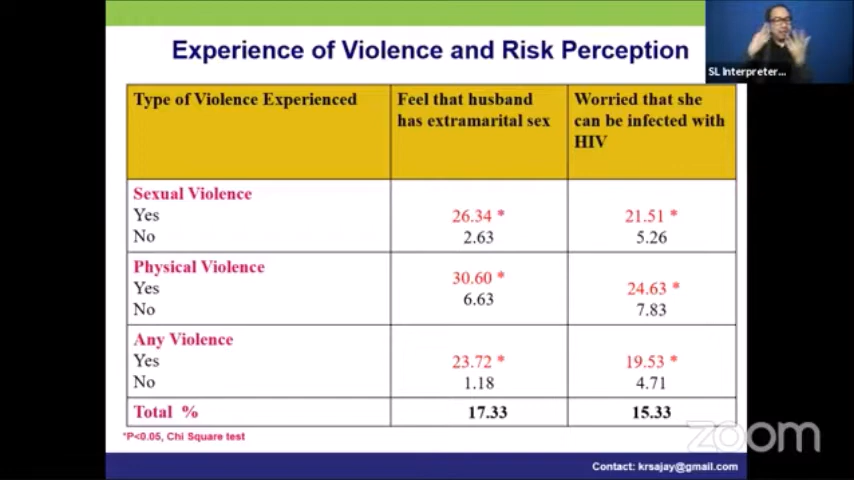 Experience of Violence and Risk Perception
SL Interpreter...
Type of Violence Experienced
Feel that husband
has extramarital sex
Worried that she
can be infected with
HIV
Sexual Violence
Yes 26.34 * 21.51 *
No 2.63 5.26
Physical Violence
Yes 30.60 * 24.63 *
No 6.63 7.83
Any Violence
Yes 23.72 * 19.53 *
No 1.18 4.71
Total % 17.33 15.33
*P<0.05, Chi Square test
zoom
Contact: krsajay@gmail.com